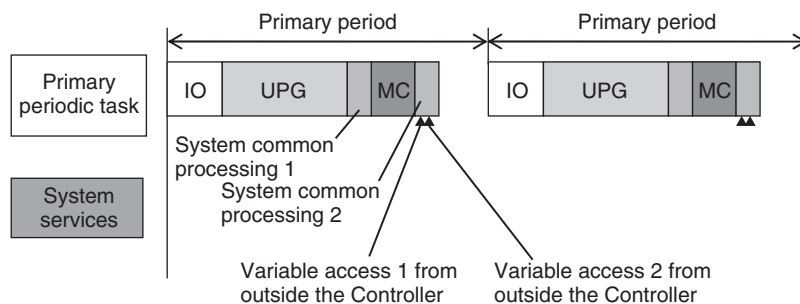 Primary period
Primary period
Primary
periodic task
IO
UPG
MC
IO
UPG
MC
System common
processing 1
System common
processing 2
System
services
Variable access 1 from
outside the Controller
Variable access 2 from
outside the Controller